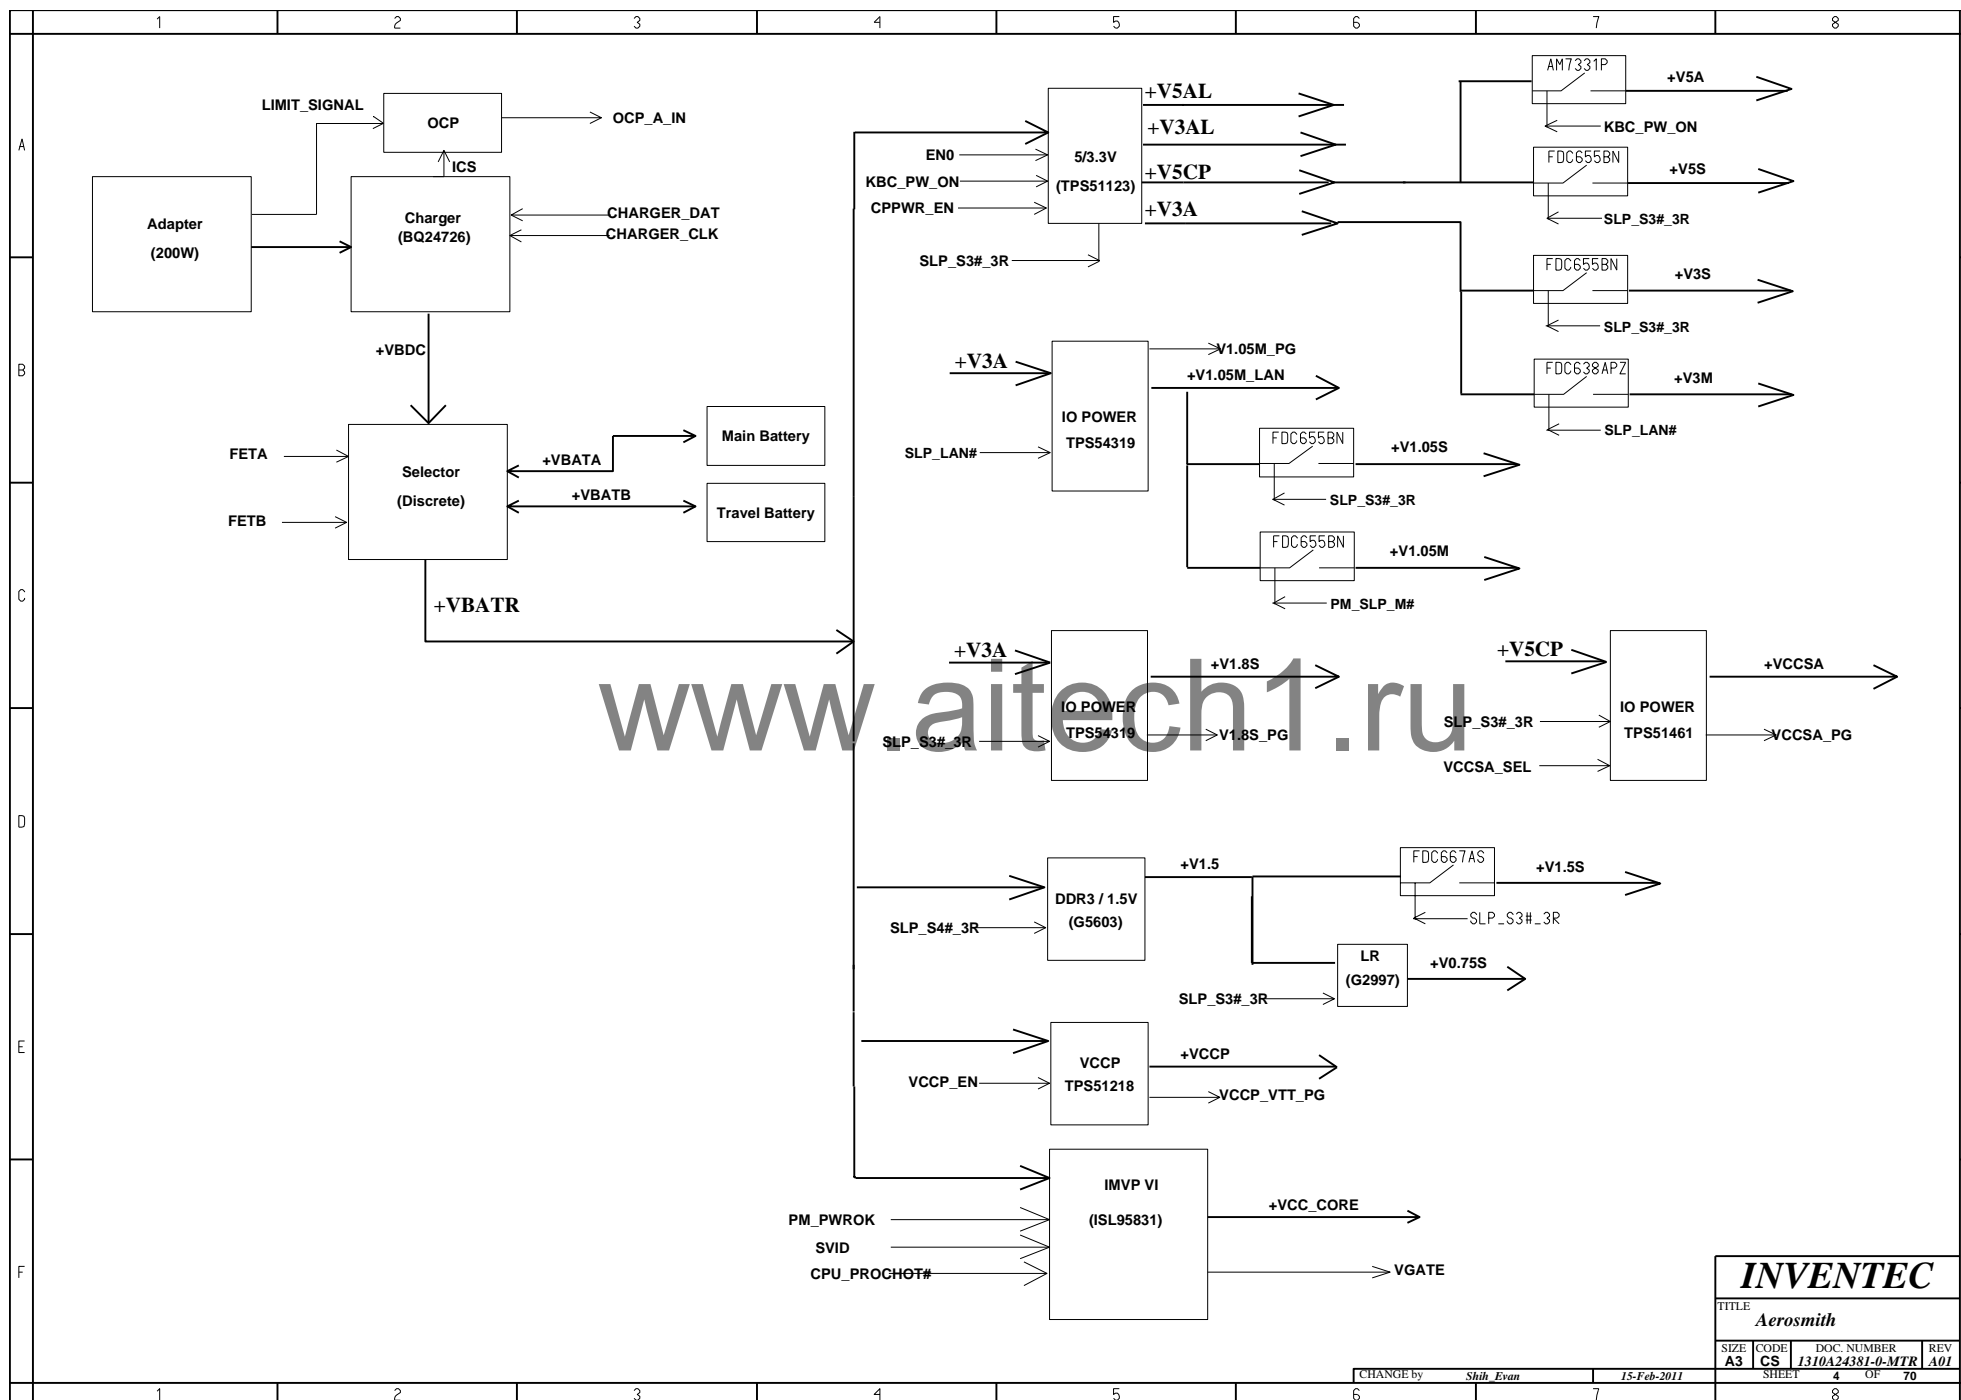 1 2 3 4 5 6 7 8
A
B
C
D
E
F
LIMIT_SIGNAL
OCP
OCP_A_IN
ICS
Adapter
(200W)
Charger
(BQ24726)
CHARGER_DAT
CHARGER_CLK
+VBDC
FETA
FETB
Selector
(Discrete)
+VBATA
+VBATB
Main Battery
Travel Battery
+VBATR
EN0
KBC_PW_ON
CPPWR_EN
SLP_S3#_3R
5/3.3V
(TPS51123)
+V5AL
+V3AL
+V5CP
+V3A
AM7331P
+V5A
KBC_PW_ON
FDC655BN
+V5S
SLP_S3#_3R
FDC655BN
+V3S
SLP_S3#_3R
FDC638APZ
+V3M
SLP_LAN#
+V3A
SLP_LAN#
IO POWER
TPS54319
V1.05M_PG
+V1.05M_LAN
FDC655BN
+V1.05S
SLP_S3#_3R
FDC655BN
+V1.05M
PM_SLP_M#
+V3A
SLP_S3#_3R
IO POWER
TPS54319
+V1.8S
V1.8S_PG
+V5CP
SLP_S3#_3R
VCCSA_SEL
IO POWER
TPS51461
+VCCSA
VCCSA_PG
www.aitech1.ru
SLP_S4#_3R
DDR3 / 1.5V
(G5603)
+V1.5
FDC667AS
+V1.5S
SLP_S3#_3R
LR
(G2997)
+V0.75S
SLP_S3#_3R
VCCP_EN
VCCP
TPS51218
+VCCP
VCCP_VTT_PG
IMVP VI
(ISL95831)
PM_PWROK
SVID
CPU_PROCHOT#
+VCC_CORE
VGATE
INVENTEC
TITLE
Aerosmith
SIZE CODE DOC. NUMBER REV
A3 CS 1310A24381-0-MTR A01
CHANGE by Shih_Evan 15-Feb-2011 SHEET 4 OF 70
1 2 3 4 5 6 7 8